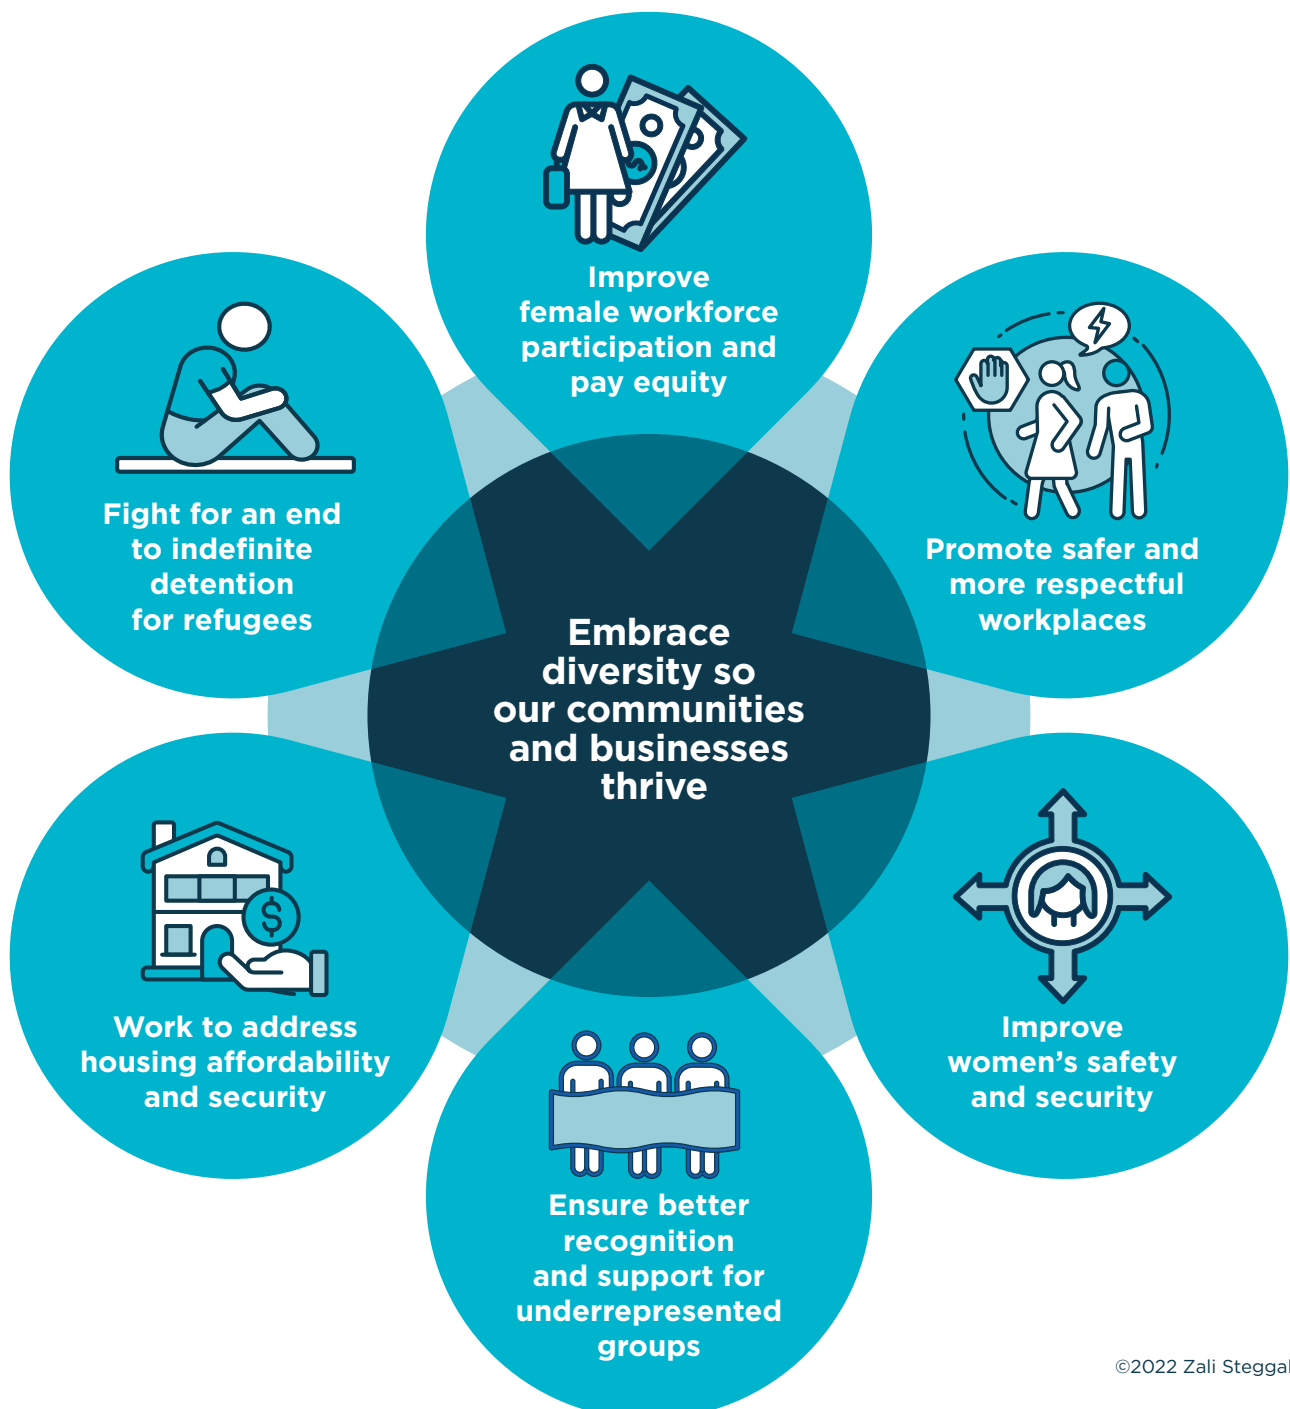 Improve
female workforce
participation and
pay equity
Promote safer and
more respectful
workplaces
Improve
women’s safety
and security
Ensure better
recognition
and support for
underrepresented
groups
Work to address
housing affordability
and security
Fight for an end
to indefinite
detention
for refugees
Embrace
diversity so
our communities
and businesses
thrive
$
©2022 Zali Steggal